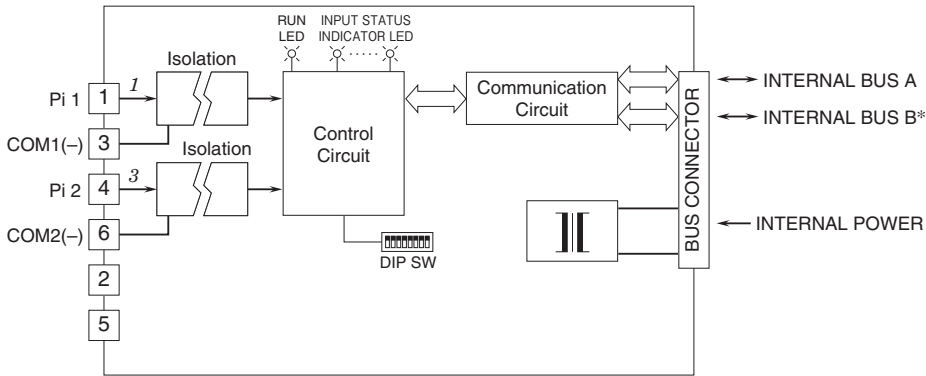 RUN
LED
INPUT STATUS
INDICATOR LED
Isolation
Pi 1
1
1
COM1(–)
3
Isolation
Pi 2
4
3
COM2(–)
6
2
5
Control
Circuit
DIP SW
Communication
Circuit
BUS CONNECTOR
INTERNAL BUS A
INTERNAL BUS B*
INTERNAL POWER